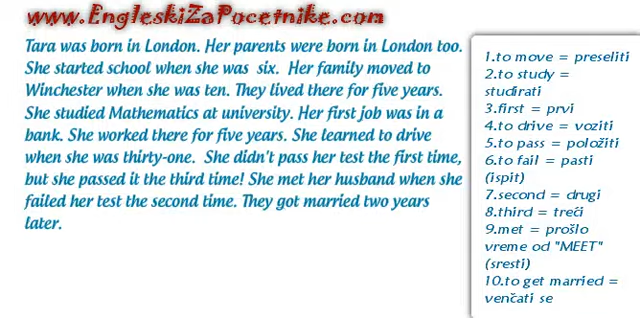 www.EngleskiZaPocetnike.com
Tara was born in London. Her parents were born in London too.
She started school when she was six. Her family moved to
Winchester when she was ten. They lived there for five years.
She studied Mathematics at university. Her first job was in a
bank. She worked there for five years. She learned to drive
when she was thirty-one. She didn't pass her test the first time,
but she passed it the third time! She met her husband when she
failed her test the second time. They got married two years
later.
1.to move = preseliti
2.to study =
studirati
3.first = prvi
4.to drive = voziti
5.to pass = položiti
6.to fail = pasti
(ispit)
7.second = drugi
8.third = treći
9.met = prošlo
vreme od "MEET"
(sresti)
10.to get married =
venčati se